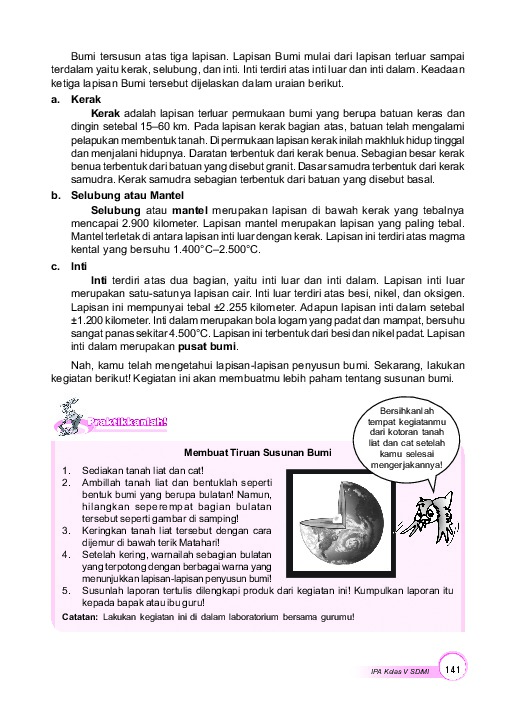 Bumi tersusun atas tiga lapisan. Lapisan Bumi mulai dari lapisan terluar sampai
terdalam yaitu kerak, selubung, dan inti. Inti terdiri atas inti luar dan inti dalam. Keadaan
ketiga lapisan Bumi tersebut dijelaskan dalam uraian berikut.
a. Kerak
Kerak adalah lapisan terluar permukaan bumi yang berupa batuan keras dan
dingin setebal 15–60 km. Pada lapisan kerak bagian atas, batuan telah mengalami
pelapukan membentuk tanah. Di permukaan lapisan kerak inilah makhluk hidup tinggal
dan menjalani hidupnya. Daratan terbentuk dari kerak benua. Sebagian besar kerak
benua terbentuk dari batuan yang disebut granit. Dasar samudra terbentuk dari kerak
samudra. Kerak samudra sebagian terbentuk dari batuan yang disebut basal.
b. Selubung atau Mantel
Selubung atau mantel merupakan lapisan di bawah kerak yang tebalnya
mencapai 2.900 kilometer. Lapisan mantel merupakan lapisan yang paling tebal.
Mantel terletak di antara lapisan inti luar dengan kerak. Lapisan ini terdiri atas magma
kental yang bersuhu 1.400°C–2.500°C.
c. Inti
Inti terdiri atas dua bagian, yaitu inti luar dan inti dalam. Lapisan inti luar
merupakan satu-satunya lapisan cair. Inti luar terdiri atas besi, nikel, dan oksigen.
Lapisan ini mempunyai tebal ±2.255 kilometer. Adapun lapisan inti dalam setebal
±1.200 kilometer. Inti dalam merupakan bola logam yang padat dan mampat, bersuhu
sangat panas sekitar 4.500°C. Lapisan ini terbentuk dari besi dan nikel padat. Lapisan
inti dalam merupakan pusat bumi.
Nah, kamu telah mengetahui lapisan-lapisan penyusun bumi. Sekarang, lakukan
kegiatan berikut! Kegiatan ini akan membuatmu lebih paham tentang susunan bumi.
Praktikkanlah!
Bersihkanlah
tempat kegiatanmu
dari kotoran tanah
liat dan cat setelah
kamu selesai
mengerjakannya!
Membuat Tiruan Susunan Bumi
1. Sediakan tanah liat dan cat!
2. Ambillah tanah liat dan bentuklah seperti
bentuk bumi yang berupa bulatan! Namun,
hilangkan seperempat bagian bulatan
tersebut seperti gambar di samping!
3. Keringkan tanah liat tersebut dengan cara
dijemur di bawah terik Matahari!
4. Setelah kering, warnailah sebagian bulatan
yang terpotong dengan berbagai warna yang
menunjukkan lapisan-lapisan penyusun bumi!
5. Susunlah laporan tertulis dilengkapi produk dari kegiatan ini! Kumpulkan laporan itu
kepada bapak atau ibu guru!
Catatan: Lakukan kegiatan ini di dalam laboratorium bersama gurumu!
IPA Kelas V SD/MI 141